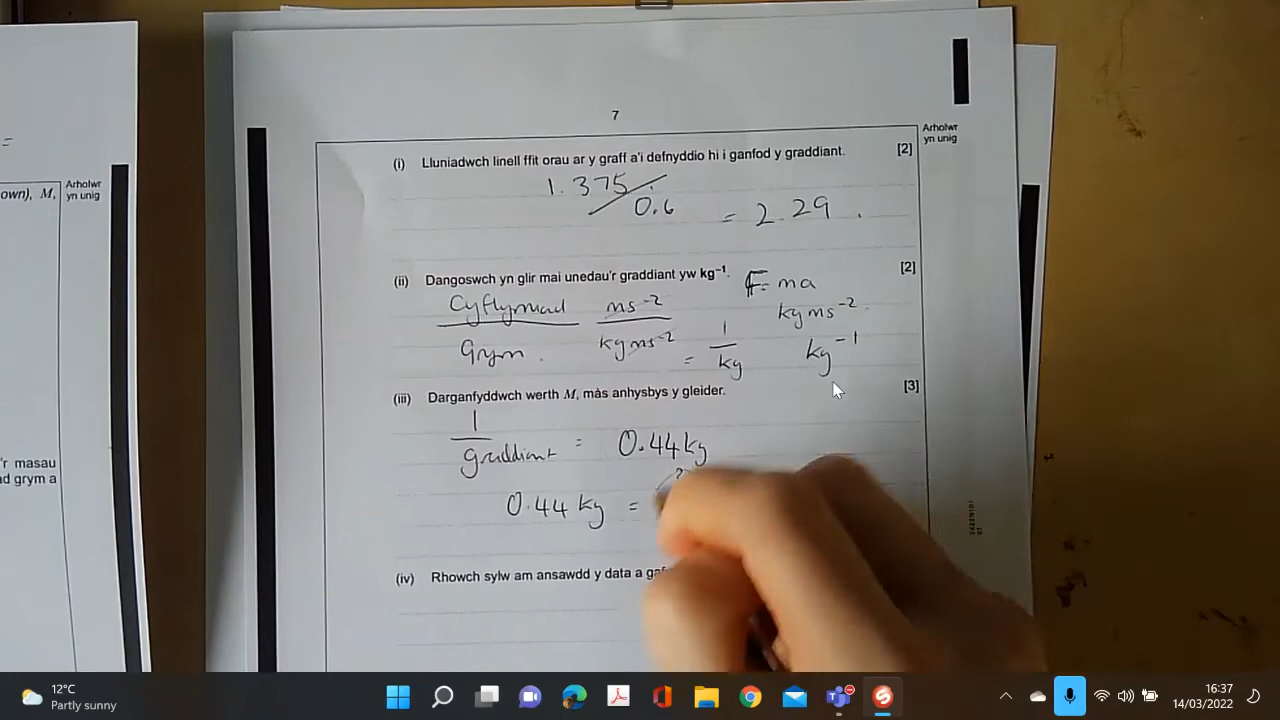 7
Arholwr
yn unig
(i) Lluniadwch linell ffit orau ar y graff a'i defnyddio hi i ganfod y graddiant. [2]
1.375
0.6 = 2.29.
(ii) Dangoswch yn glir mai unedau'r graddiant yw kg⁻¹. [2]
F = ma
Cyflymiad ms⁻² kgms⁻²
Grym. kgms⁻² = 1/kg kg⁻¹
(iii) Darganfyddwch werth M, màs anhysbys y gleider. [3]
1
graddiant = 0.44 kg
0.44 kg =
(iv) Rhowch sylw am ansawdd y data a
=
Arholwr
yn unig
own), M,
'r masau
d grym a
12°C
Partly sunny
16:37
14/03/2022